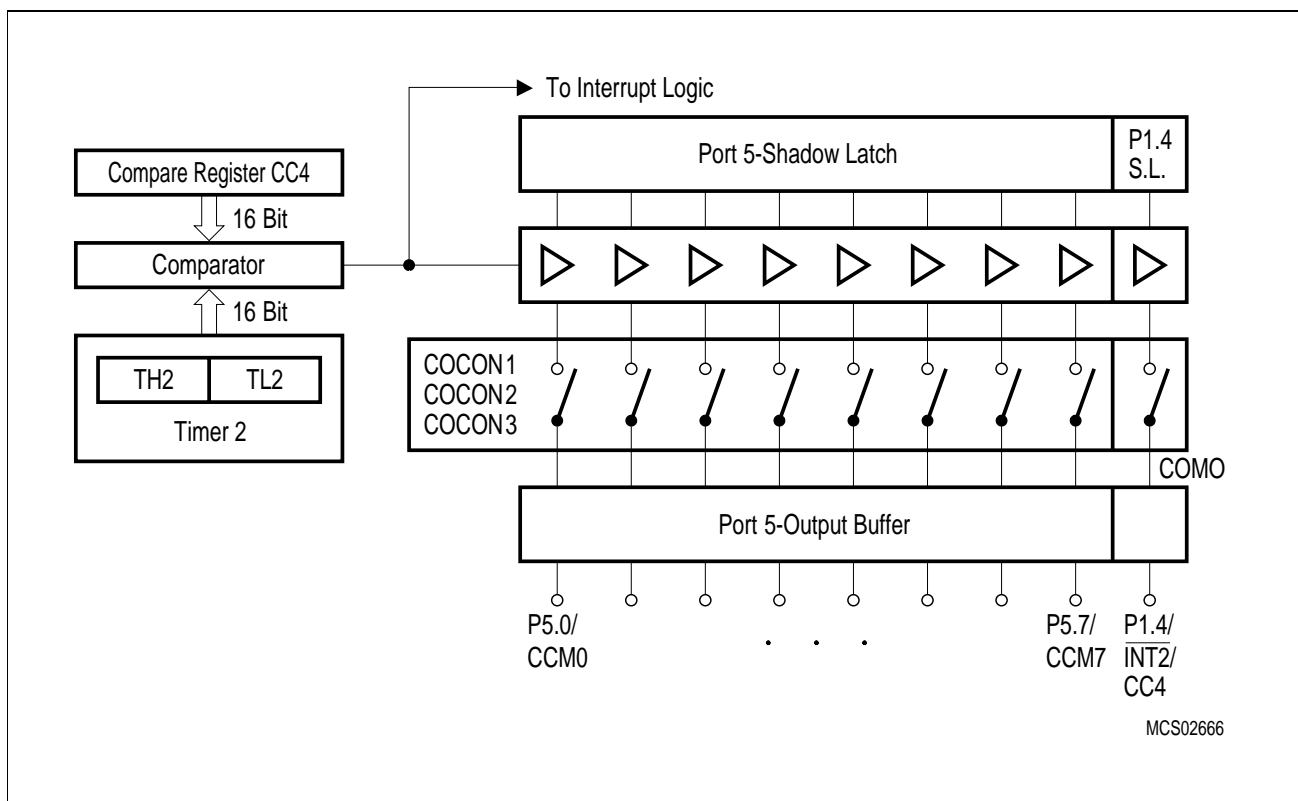 To Interrupt Logic
Port 5-Shadow Latch
P1.4
S.L.
Compare Register CC4
16 Bit
Comparator
16 Bit
TH2
TL2
Timer 2
COCON1
COCON2
COCON3
COMO
Port 5-Output Buffer
P5.0/
CCM0
. . .
P5.7/
CCM7
P1.4/
INT2/
CC4
MCS02666